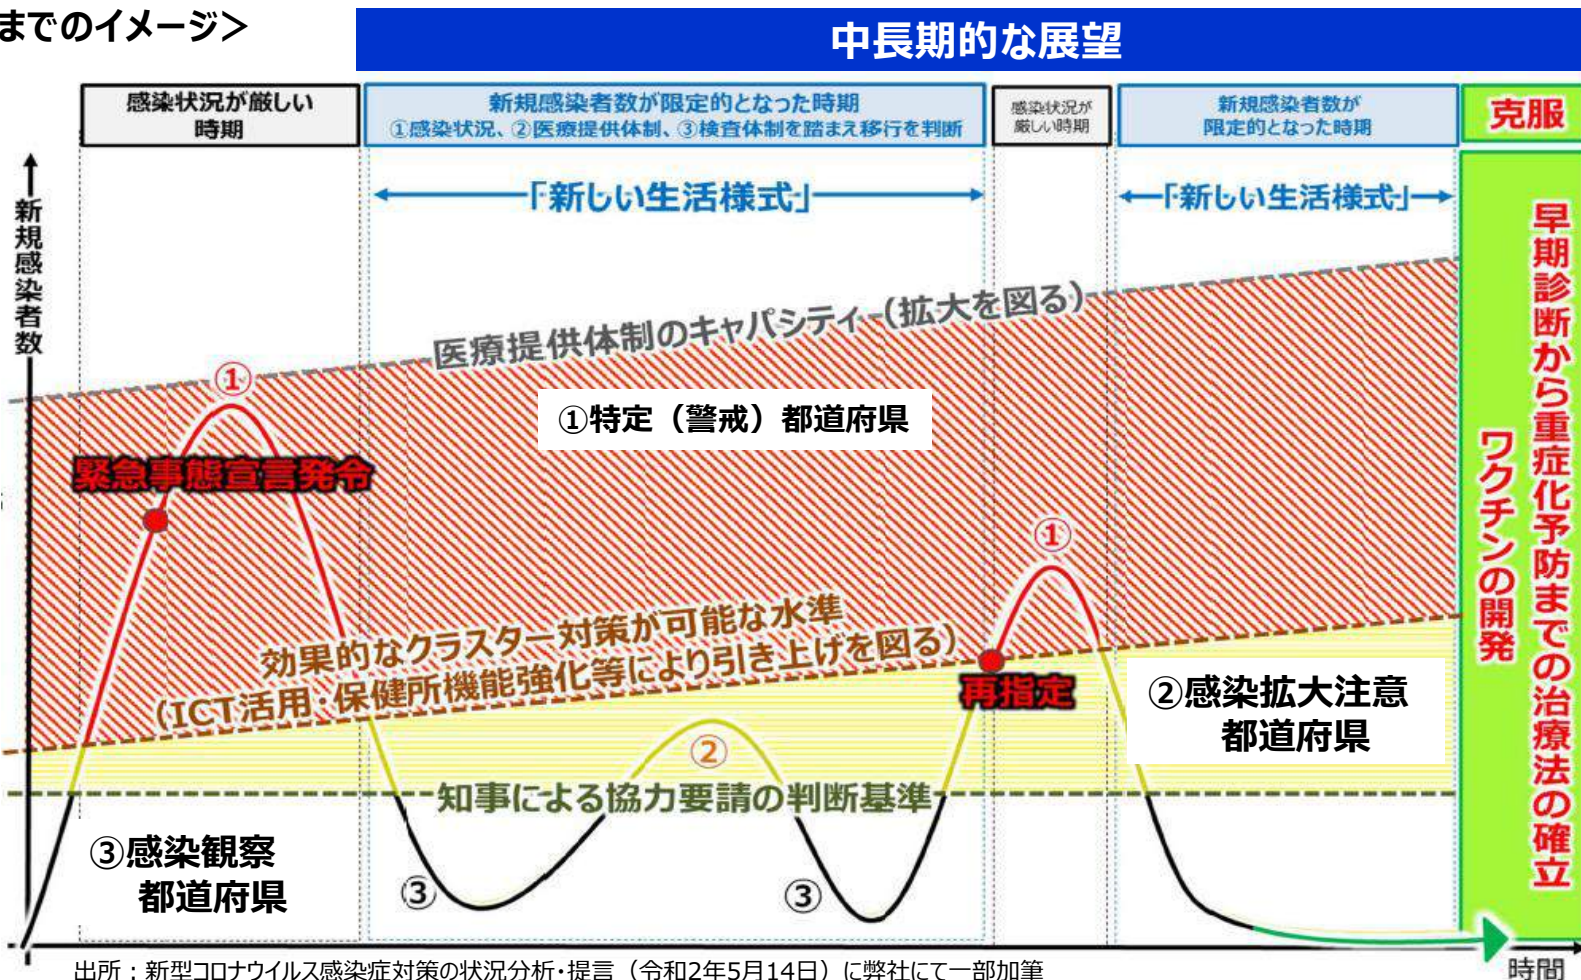 までのイメージ＞
中長期的な展望
感染状況が厳しい
時期
新規感染者数が限定的となった時期
①感染状況、②医療提供体制、③検査体制を踏まえ移行を判断
感染状況が
厳しい時期
新規感染者数が
限定的となった時期
克服
新規感染者数
「新しい生活様式」
「新しい生活様式」
医療提供体制のキャパシティ（拡大を図る）
①
①特定（警戒）都道府県
緊急事態宣言発令
①
効果的なクラスター対策が可能な水準
（ICT活用・保健所機能強化等により引き上げを図る）
再指定
②感染拡大注意
都道府県
②
知事による協力要請の判断基準
③感染観察
都道府県
③
③
早期診断から重症化予防までの治療法の確立
ワクチンの開発
時間
出所：新型コロナウイルス感染症対策の状況分析・提言（令和2年5月14日）に弊社にて一部加筆